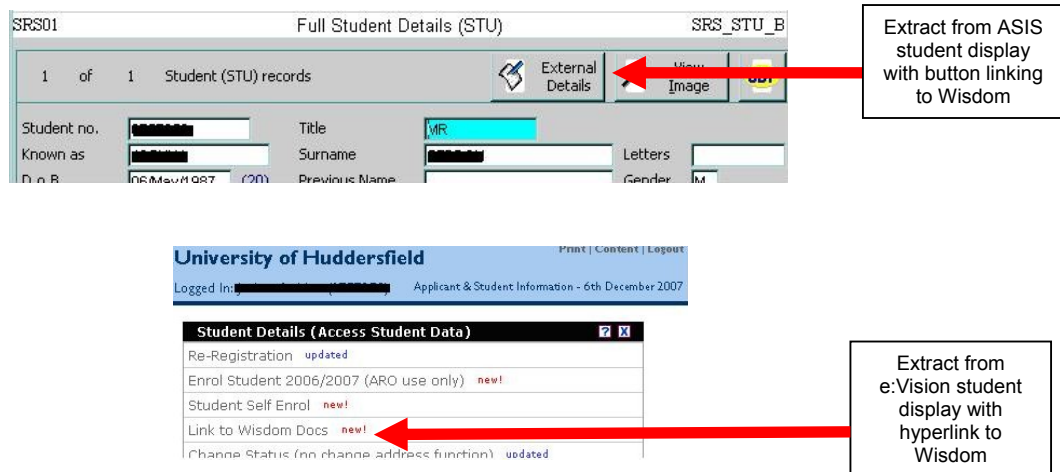 SRS01 Full Student Details (STU) SRS_STU_B
Extract from ASIS
student display
with button linking
to Wisdom
1 of 1 Student (STU) records External Details View Image
Student no. Title MR
Known as Surname Letters
D.o.B. 06/May/1987 (20) Previous Name Gender M
University of Huddersfield Print | Content | Logout
Logged In: Applicant & Student Information - 6th December 2007
Student Details (Access Student Data) ? X
Re-Registration updated
Enrol Student 2006/2007 (ARO use only) new!
Student Self Enrol new!
Link to Wisdom Docs new!
Change Status (no change address function) updated
Extract from
e:Vision student
display with
hyperlink to
Wisdom